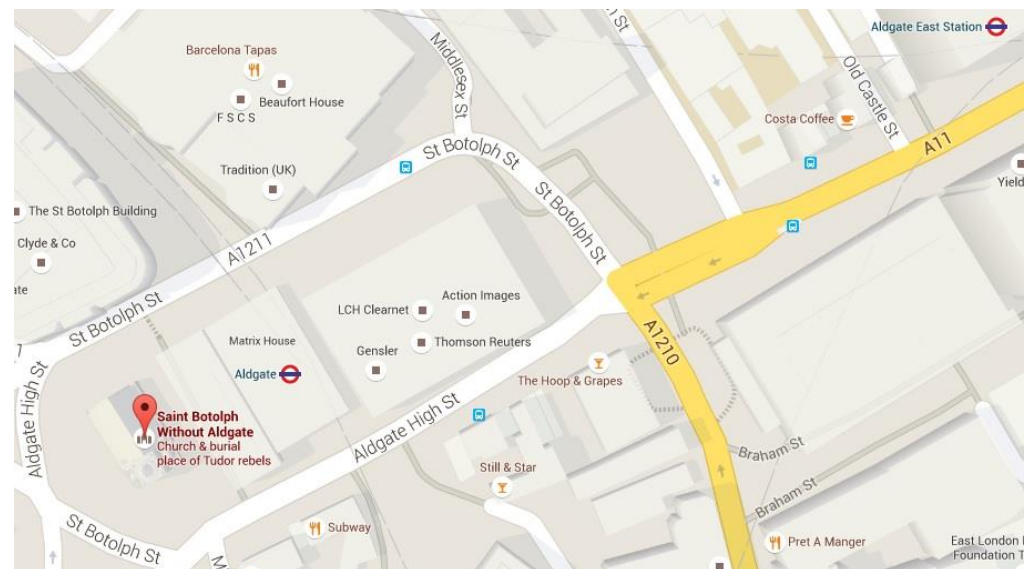 Aldgate East Station
Barcelona Tapas
Middlesex St
Old Castle St
Beaufort House
F S C S
Costa Coffee
A11
St Botolph St
Tradition (UK)
St Botolph St
Yield
The St Botolph Building
Clyde & Co
A1211
St Botolph St
Action Images
LCH Clearnet
Matrix House
Thomson Reuters
Gensler
A1210
Aldgate
The Hoop & Grapes
Aldgate High St
Aldgate High St
Saint Botolph
Without Aldgate
Church & burial
place of Tudor rebels
Braham St
Still & Star
Braham St
St Botolph St
Subway
Pret A Manger
East London
Foundation T